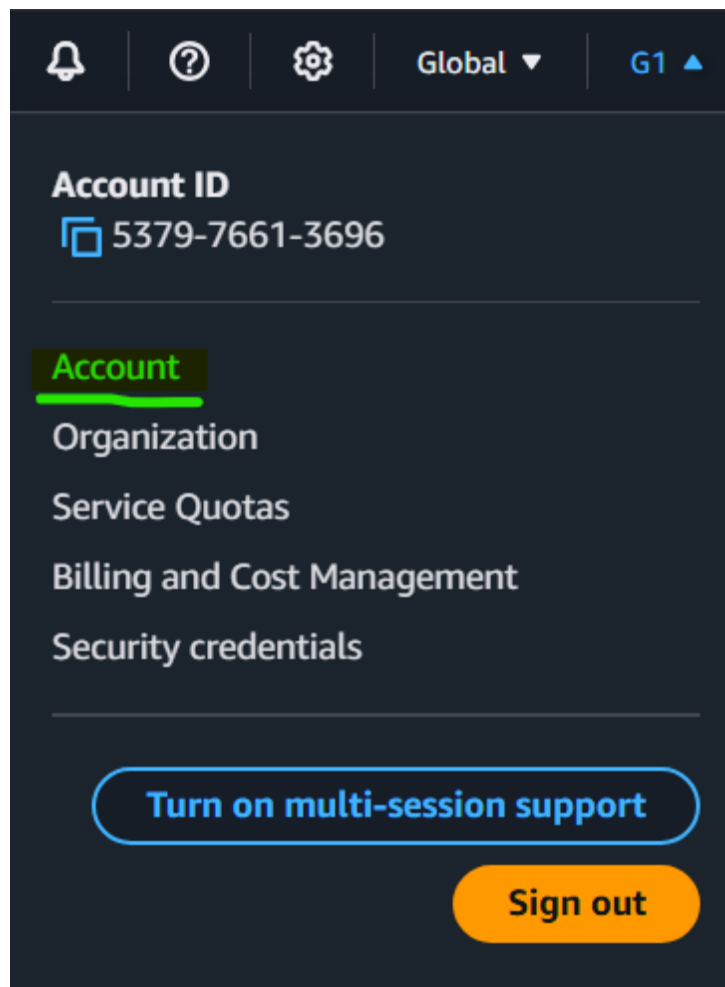 Global G1
Account ID
5379-7661-3696
Account
Organization
Service Quotas
Billing and Cost Management
Security credentials
Turn on multi-session support
Sign out